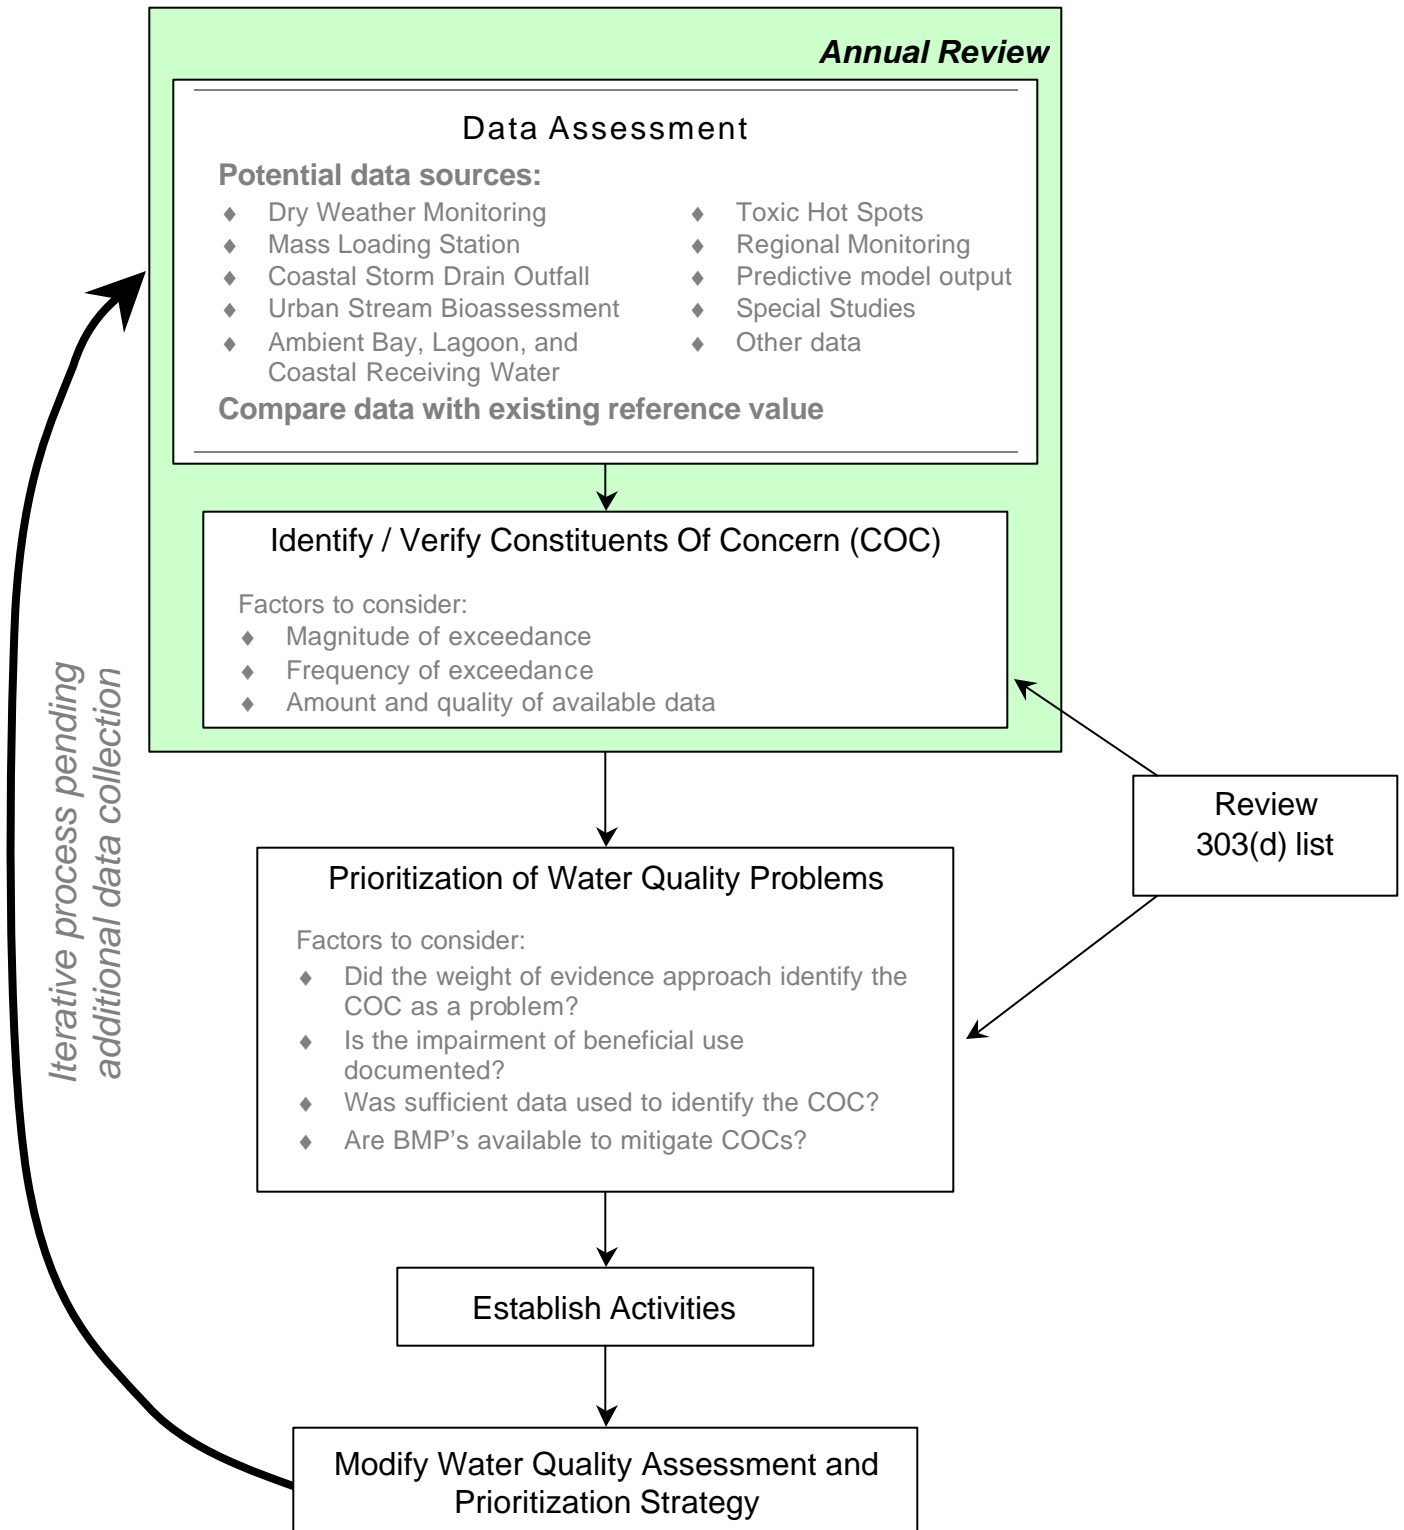 Annual Review
Data Assessment
Potential data sources:
♦ Dry Weather Monitoring
♦ Mass Loading Station
♦ Coastal Storm Drain Outfall
♦ Urban Stream Bioassessment
♦ Ambient Bay, Lagoon, and
Coastal Receiving Water
♦ Toxic Hot Spots
♦ Regional Monitoring
♦ Predictive model output
♦ Special Studies
♦ Other data
Compare data with existing reference value
Identify / Verify Constituents Of Concern (COC)
Factors to consider:
♦ Magnitude of exceedance
♦ Frequency of exceedance
♦ Amount and quality of available data
Iterative process pending
additional data collection
Review
303(d) list
Prioritization of Water Quality Problems
Factors to consider:
♦ Did the weight of evidence approach identify the
COC as a problem?
♦ Is the impairment of beneficial use
documented?
♦ Was sufficient data used to identify the COC?
♦ Are BMP's available to mitigate COCs?
Establish Activities
Modify Water Quality Assessment and
Prioritization Strategy